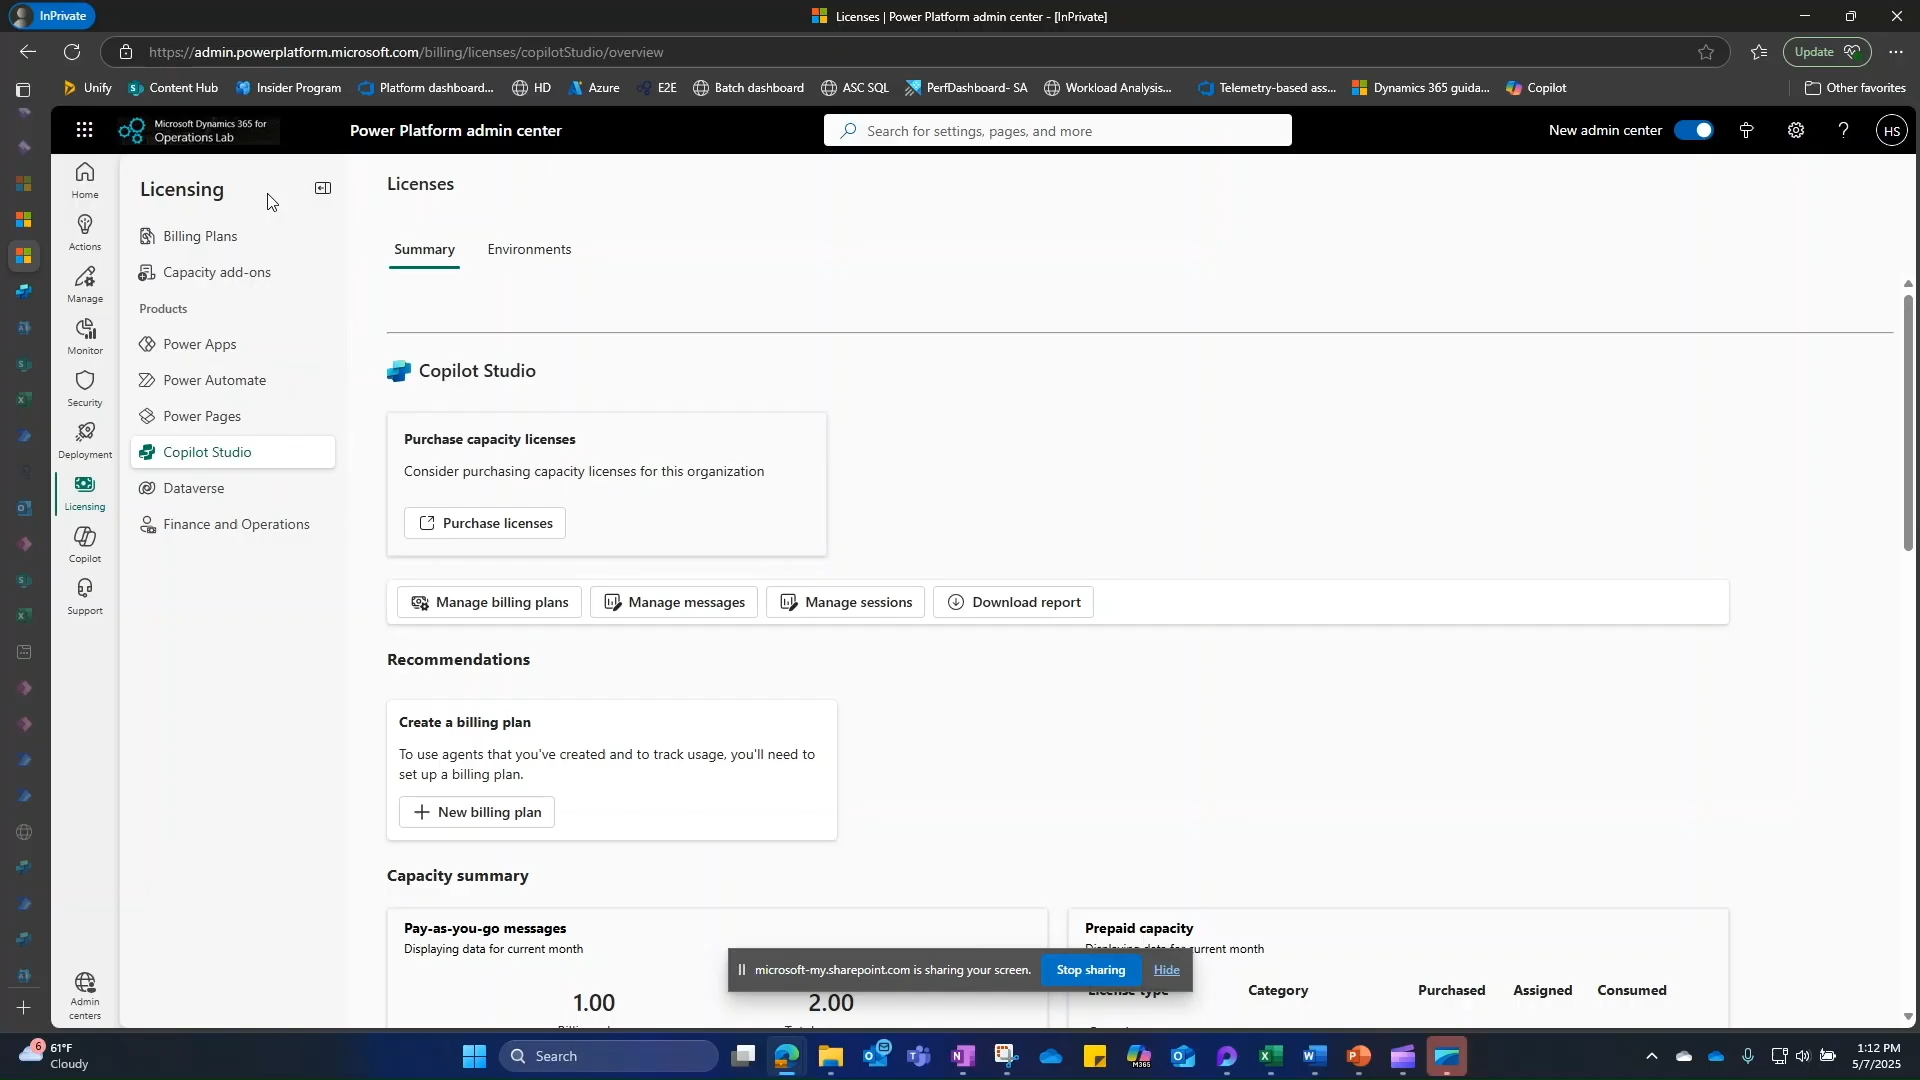 InPrivate
Licenses | Power Platform admin center - [InPrivate]
https://admin.powerplatform.microsoft.com/billing/licenses/copilotStudio/overview
Update
Unify
Content Hub
Insider Program
Platform dashboard...
HD
Azure
E2E
Batch dashboard
ASC SQL
PerfDashboard- SA
Workload Analysis...
Telemetry-based ass...
Dynamics 365 guida...
Copilot
Other favorites
Microsoft Dynamics 365 for
Operations Lab
Power Platform admin center
Search for settings, pages, and more
New admin center
HS
Home
Actions
Manage
Monitor
Security
Deployment
Licensing
Copilot
Support
Admin
centers
Licensing
Billing Plans
Capacity add-ons
Products
Power Apps
Power Automate
Power Pages
Copilot Studio
Dataverse
Finance and Operations
Licenses
Summary
Environments
Copilot Studio
Purchase capacity licenses
Consider purchasing capacity licenses for this organization
Purchase licenses
Manage billing plans
Manage messages
Manage sessions
Download report
Recommendations
Create a billing plan
To use agents that you've created and to track usage, you'll need to
set up a billing plan.
New billing plan
Capacity summary
Pay-as-you-go messages
Displaying data for current month
1.00
2.00
Prepaid capacity
Displaying data for current month
License type
Category
Purchased
Assigned
Consumed
microsoft-my.sharepoint.com is sharing your screen.
Stop sharing
Hide
6
61°F
Cloudy
Search
M365
1:12 PM
5/7/2025